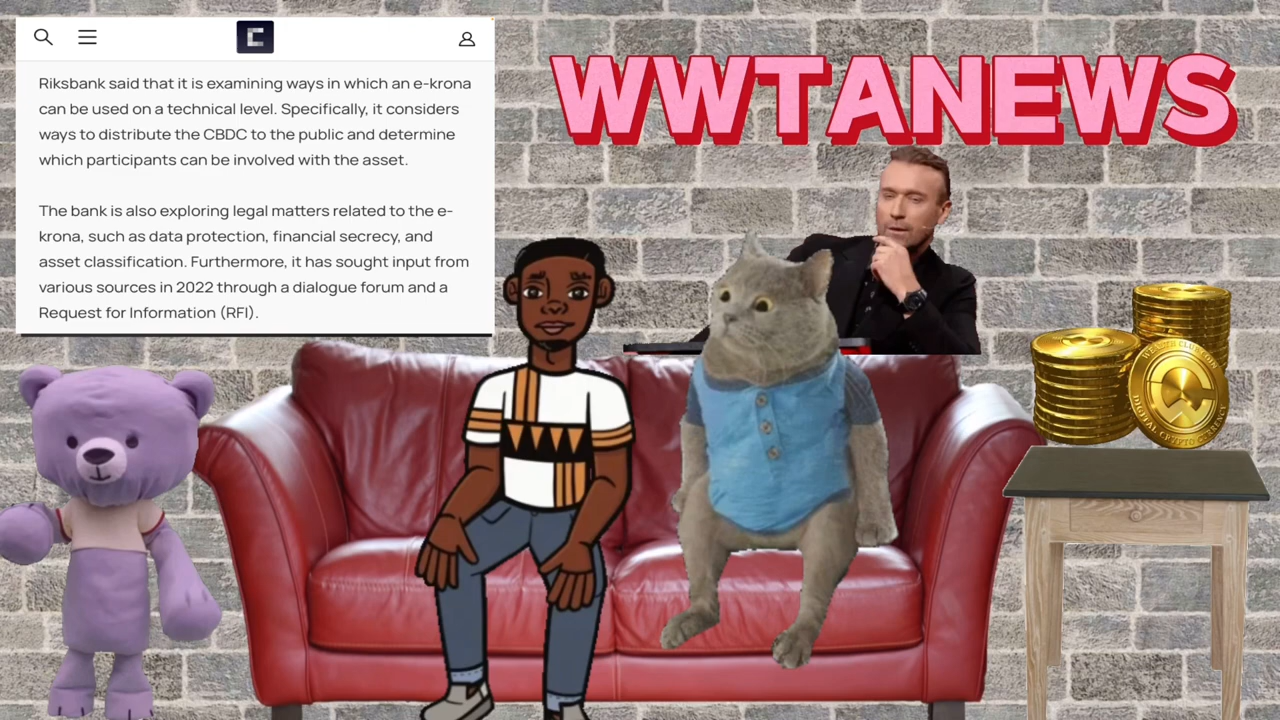 Riksbank said that it is examining ways in which an e-krona
can be used on a technical level. Specifically, it considers
ways to distribute the CBDC to the public and determine
which participants can be involved with the asset.
The bank is also exploring legal matters related to the e-
krona, such as data protection, financial secrecy, and
asset classification. Furthermore, it has sought input from
various sources in 2022 through a dialogue forum and a
Request for Information (RFI).
WWTANEWS
DIGITAL CRYPTO CURRENCY